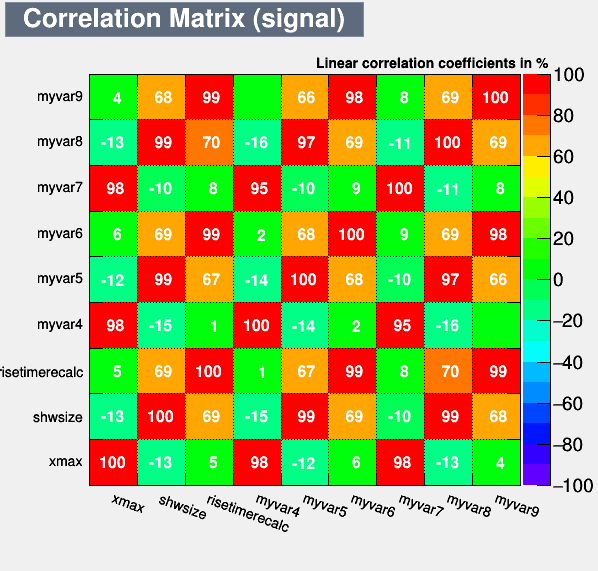 Correlation Matrix (signal)
Linear correlation coefficients in %
myvar9 4 68 99 66 98 8 69 100
myvar8 -13 99 70 -16 97 69 -11 100 69
myvar7 98 -10 8 95 -10 9 100 -11 8
myvar6 6 69 99 2 68 100 9 69 98
myvar5 -12 99 67 -14 100 68 -10 97 66
myvar4 98 -15 1 100 -14 2 95 -16
risetimerecalc 5 69 100 1 67 99 8 70 99
shwsize -13 100 69 -15 99 69 -10 99 68
xmax 100 -13 5 98 -12 6 98 -13 4
xmax shwsize risetimerecalc myvar4 myvar5 myvar6 myvar7 myvar8 myvar9
100
80
60
40
20
0
−20
−40
−60
−80
−100